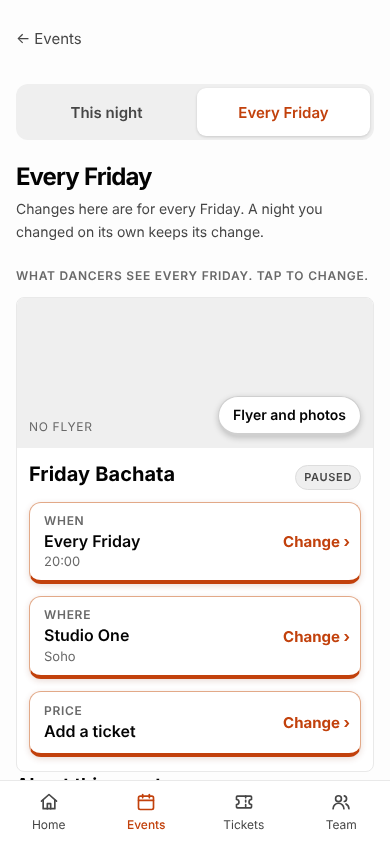 ← Events
This night
Every Friday
Every Friday
Changes here are for every Friday. A night you
changed on its own keeps its change.
WHAT DANCERS SEE EVERY FRIDAY. TAP TO CHANGE.
NO FLYER
Flyer and photos
Friday Bachata
PAUSED
WHEN
Every Friday
20:00
Change ›
WHERE
Studio One
Soho
Change ›
PRICE
Add a ticket
Change ›
Home
Events
Tickets
Team